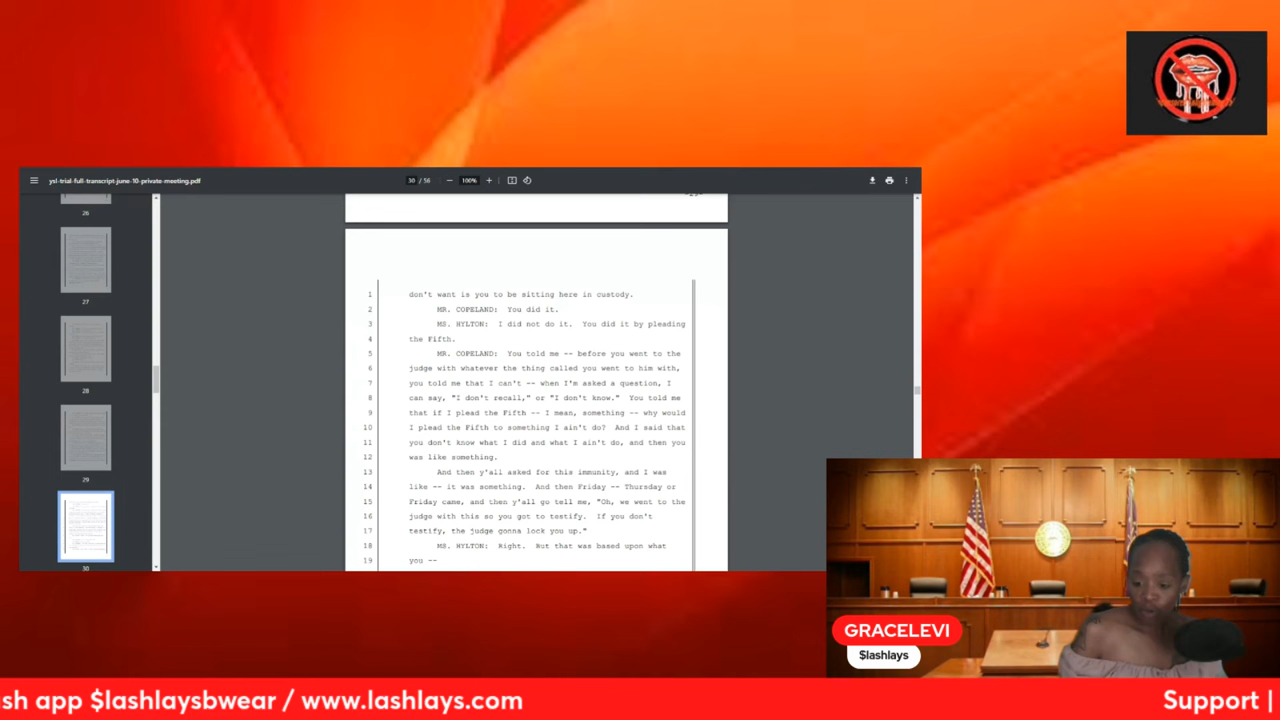 ysl-trial-full-transcript-june-10-private-meeting.pdf
30 / 56
100%
26
27
28
29
30
1 don't want is you to be sitting here in custody.
2 MR. COPELAND: You did it.
3 MS. HYLTON: I did not do it. You did it by pleading
4 the Fifth.
5 MR. COPELAND: You told me -- before you went to the
6 judge with whatever the thing called you went to him with,
7 you told me that I can't -- when I'm asked a question, I
8 can say, "I don't recall," or "I don't know." You told me
9 that if I plead the Fifth -- I mean, something -- why would
10 I plead the Fifth to something I ain't do? And I said that
11 you don't know what I did and what I ain't do, and then you
12 was like something.
13 And then y'all asked for this immunity, and I was
14 like -- it was something. And then Friday -- Thursday or
15 Friday came, and then y'all go tell me, "Oh, we went to the
16 judge with this so you got to testify. If you don't
17 testify, the judge gonna lock you up."
18 MS. HYLTON: Right. But that was based upon what
19 you --
GRACELEVI
$lashlays
sh app $lashlaysbwear / www.lashlays.com
Support |